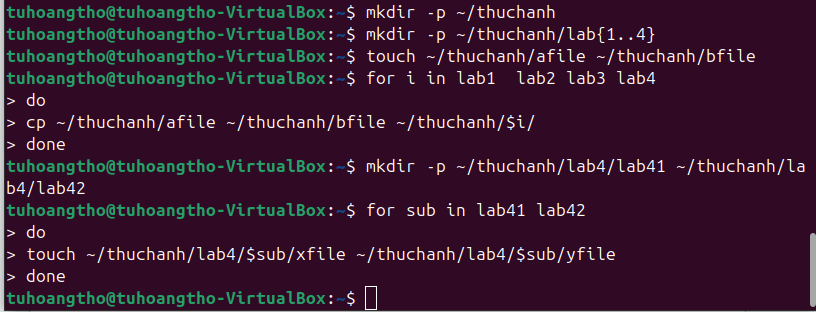 tuhoangtho@tuhoangtho-VirtualBox:~$ mkdir -p ~/thuchanh
tuhoangtho@tuhoangtho-VirtualBox:~$ mkdir -p ~/thuchanh/lab{1..4}
tuhoangtho@tuhoangtho-VirtualBox:~$ touch ~/thuchanh/afile ~/thuchanh/bfile
tuhoangtho@tuhoangtho-VirtualBox:~$ for i in lab1  lab2 lab3 lab4
> do
> cp ~/thuchanh/afile ~/thuchanh/bfile ~/thuchanh/$i/
> done
tuhoangtho@tuhoangtho-VirtualBox:~$ mkdir -p ~/thuchanh/lab4/lab41 ~/thuchanh/la
b4/lab42
tuhoangtho@tuhoangtho-VirtualBox:~$ for sub in lab41 lab42
> do
> touch ~/thuchanh/lab4/$sub/xfile ~/thuchanh/lab4/$sub/yfile
> done
tuhoangtho@tuhoangtho-VirtualBox:~$